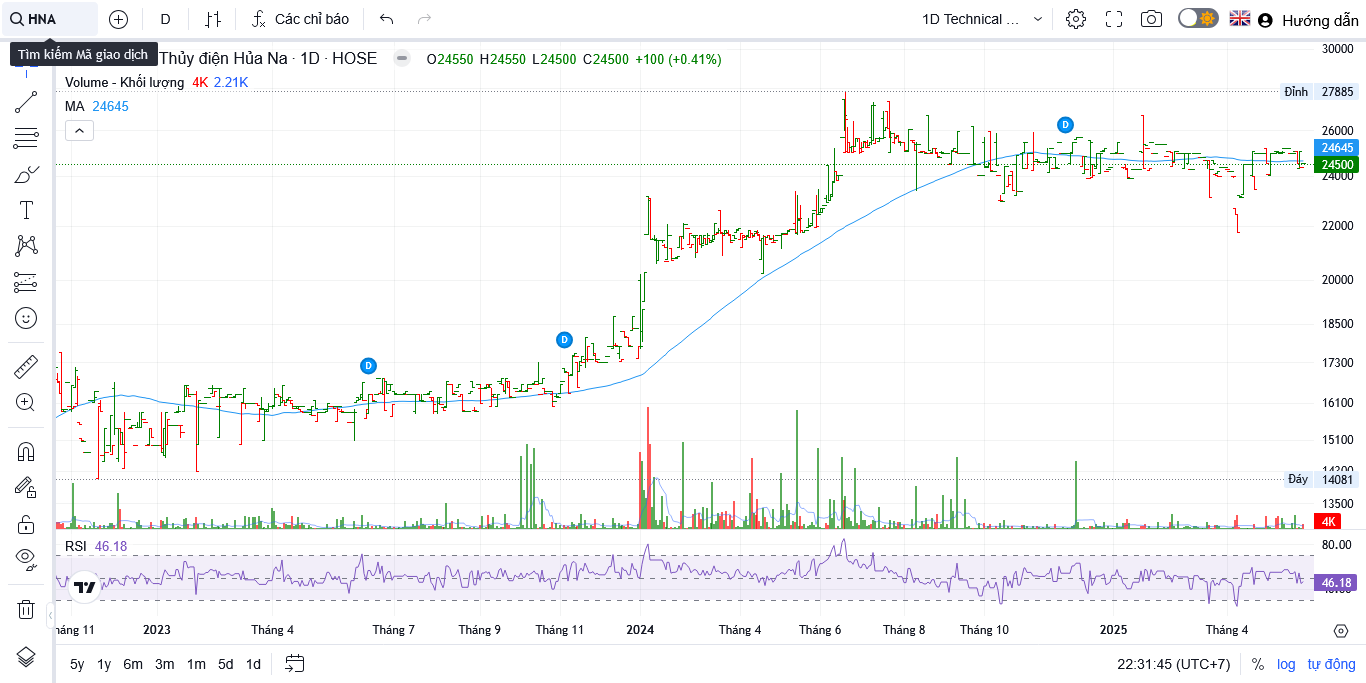 HNA
D
Các chỉ báo
1D Technical ...
Hướng dẫn
Tìm kiếm Mã giao dịch
Thủy điện Hủa Na · 1D · HOSE
O24550 H24550 L24500 C24500 +100 (+0.41%)
Volume - Khối lượng 4K 2.21K
MA 24645
30000
Đỉnh 27885
26000
24645
24500
24000
22000
20000
18500
17300
16100
15100
14200
Đáy 14081
13500
4K
D
D
D
RSI 46.18
80.00
46.18
háng 11
2023
Tháng 4
Tháng 7
Tháng 9
Tháng 11
2024
Tháng 4
Tháng 6
Tháng 8
Tháng 10
2025
Tháng 4
5y 1y 6m 3m 1m 5d 1d
22:31:45 (UTC+7)
% log tự động